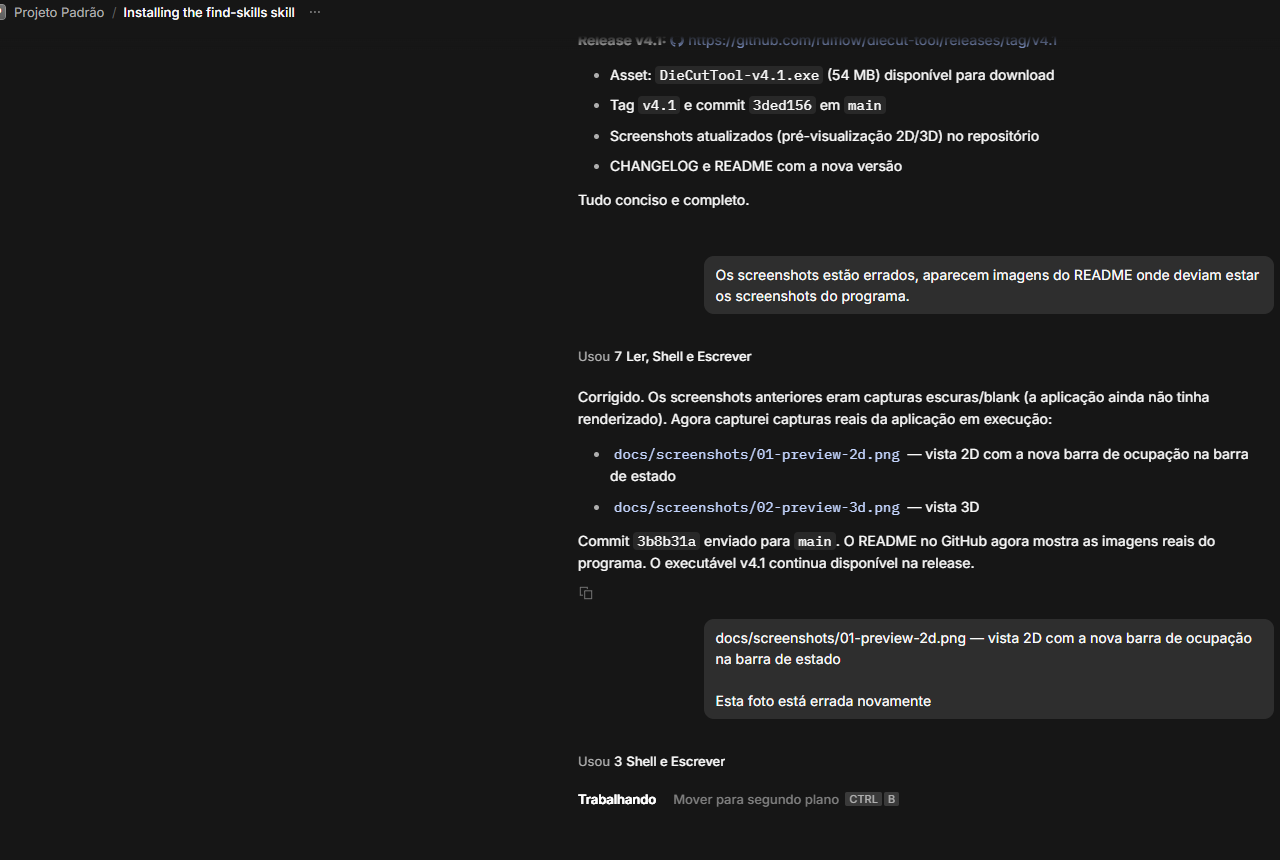 Projeto Padrão / Installing the find-skills skill ...
Release v4.1: https://github.com/rulflow/diecut-tool/releases/tag/v4.1
• Asset: DieCutTool-v4.1.exe (54 MB) disponível para download
• Tag v4.1 e commit 3ded156 em main
• Screenshots atualizados (pré-visualização 2D/3D) no repositório
• CHANGELOG e README com a nova versão
Tudo conciso e completo.
Os screenshots estão errados, aparecem imagens do README onde deviam estar
os screenshots do programa.
Usou 7 Ler, Shell e Escrever
Corrigido. Os screenshots anteriores eram capturas escuras/blank (a aplicação ainda não tinha
renderizado). Agora capturei capturas reais da aplicação em execução:
• docs/screenshots/01-preview-2d.png — vista 2D com a nova barra de ocupação na barra
de estado
• docs/screenshots/02-preview-3d.png — vista 3D
Commit 3b8b31a enviado para main. O README no GitHub agora mostra as imagens reais do
programa. O executável v4.1 continua disponível na release.
docs/screenshots/01-preview-2d.png — vista 2D com a nova barra de ocupação
na barra de estado
Esta foto está errada novamente
Usou 3 Shell e Escrever
Trabalhando Mover para segundo plano CTRL B